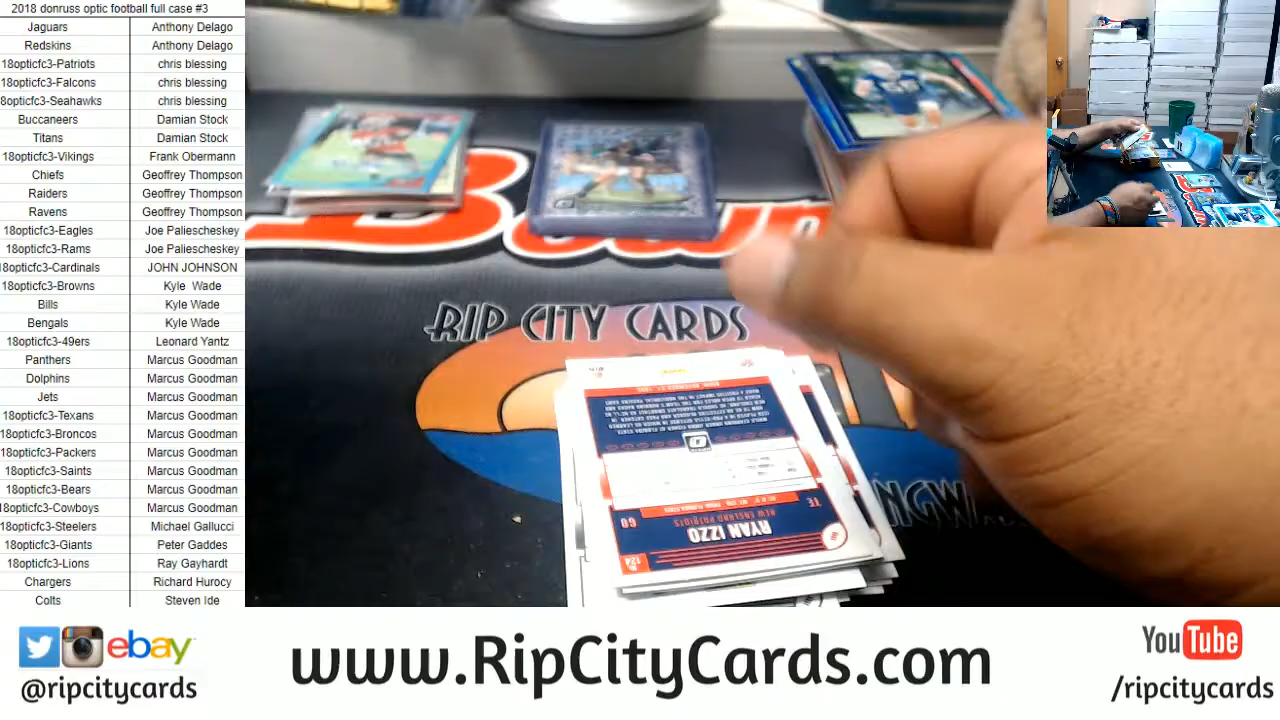 2018 donruss optic football full case #3
Jaguars Anthony Delago
Redskins Anthony Delago
18opticfc3-Patriots chris blessing
18opticfc3-Falcons chris blessing
8opticfc3-Seahawks chris blessing
Buccaneers Damian Stock
Titans Damian Stock
18opticfc3-Vikings Frank Obermann
Chiefs Geoffrey Thompson
Raiders Geoffrey Thompson
Ravens Geoffrey Thompson
18opticfc3-Eagles Joe Paliescheskey
18opticfc3-Rams Joe Paliescheskey
8opticfc3-Cardinals JOHN JOHNSON
18opticfc3-Browns Kyle Wade
Bills Kyle Wade
Bengals Kyle Wade
18opticfc3-49ers Leonard Yantz
Panthers Marcus Goodman
Dolphins Marcus Goodman
Jets Marcus Goodman
18opticfc3-Texans Marcus Goodman
18opticfc3-Broncos Marcus Goodman
18opticfc3-Packers Marcus Goodman
18opticfc3-Saints Marcus Goodman
18opticfc3-Bears Marcus Goodman
8opticfc3-Cowboys Marcus Goodman
18opticfc3-Steelers Michael Gallucci
18opticfc3-Giants Peter Gaddes
18opticfc3-Lions Ray Gayhardt
Chargers Richard Hurocy
Colts Steven Ide
RIP CITY CARDS
RYAN IZZO
NEW ENGLAND PATRIOTS
TE
60
No. 124
ebay
@ripcitycards
www.RipCityCards.com
YouTube
/ripcitycards